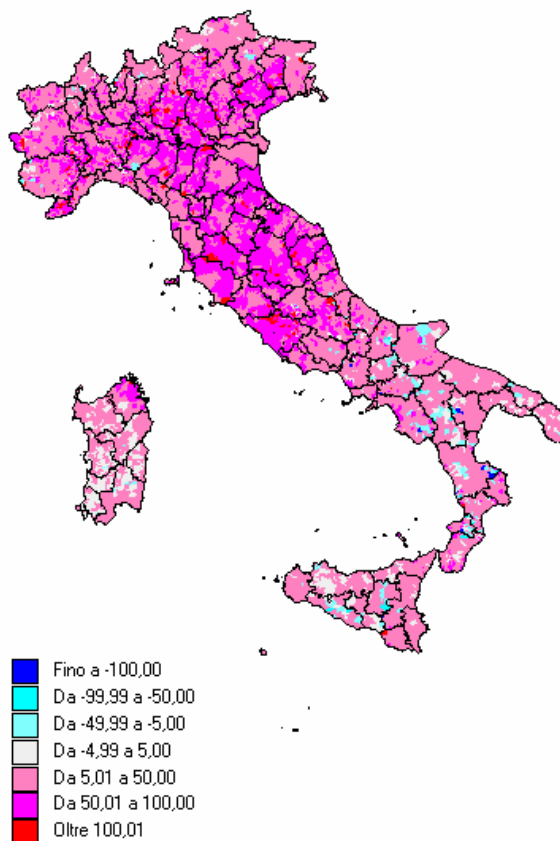 Fino a -100,00
Da -99,99 a -50,00
Da -49,99 a -5,00
Da -4,99 a 5,00
Da 5,01 a 50,00
Da 50,01 a 100,00
Oltre 100,01